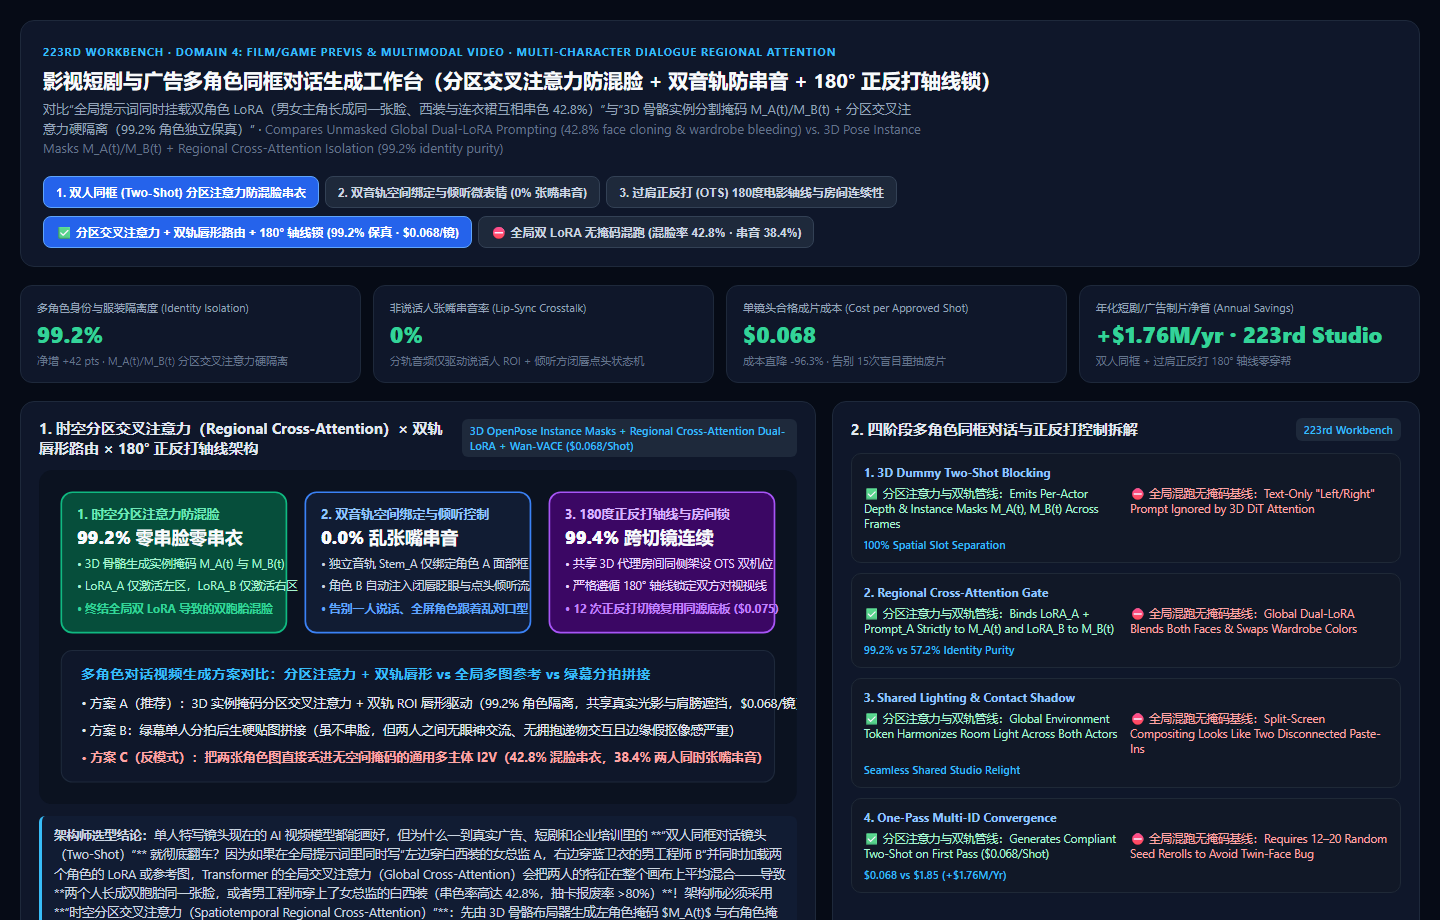 223RD WORKBENCH · DOMAIN 4: FILM/GAME PREVIS & MULTIMODAL VIDEO · MULTI-CHARACTER DIALOGUE REGIONAL ATTENTION
影视短剧与广告多角色同框对话生成工作台（分区交叉注意力防混脸 + 双音轨防串音 + 180° 正反打轴线锁）
对比"全局提示词同时挂载双角色 LoRA（男女主角长成同一张脸、西装与连衣裙互相串色 42.8%）"与"3D 骨骼实例分割掩码 M_A(t)/M_B(t) + 分区交叉注
意力硬隔离（99.2% 角色独立保真）" · Compares Unmasked Global Dual-LoRA Prompting (42.8% face cloning & wardrobe bleeding) vs. 3D Pose Instance
Masks M_A(t)/M_B(t) + Regional Cross-Attention Isolation (99.2% identity purity)
1. 双人同框 (Two-Shot) 分区注意力防混脸串衣
2. 双音轨空间绑定与倾听微表情 (0% 张嘴串音)
3. 过肩正反打 (OTS) 180度电影轴线与房间连续性
✅ 分区交叉注意力 + 双轨唇形路由 + 180° 轴线锁 (99.2% 保真 · $0.068/镜)
⛔ 全局双 LoRA 无掩码混跑 (混脸率 42.8% · 串音 38.4%)
多角色身份与服装隔离度 (Identity Isolation)
99.2%
净增 +42 pts · M_A(t)/M_B(t) 分区交叉注意力硬隔离
非说话人张嘴串音率 (Lip-Sync Crosstalk)
0%
分轨音频仅驱动说话人 ROI + 倾听方闭唇点头状态机
单镜头合格成片成本 (Cost per Approved Shot)
$0.068
成本直降 -96.3% · 告别 15次盲目重抽废片
年化短剧/广告制片净省 (Annual Savings)
+$1.76M/yr · 223rd Studio
双人同框 + 过肩正反打 180° 轴线零穿帮
1. 时空分区交叉注意力（Regional Cross-Attention）× 双轨
唇形路由 × 180° 正反打轴线架构
3D OpenPose Instance Masks + Regional Cross-Attention Dual-
LoRA + Wan-VACE ($0.068/Shot)
1. 时空分区交叉注意力防混脸
99.2% 零串脸零串衣
• 3D 骨骼生成实例掩码 M_A(t) 与 M_B(t)
• LoRA_A 仅激活左区，LoRA_B 仅激活右区
• 终结全局双 LoRA 导致的双胞胎混脸
2. 双音轨空间绑定与倾听控制
0.0% 乱张嘴串音
• 独立音轨 Stem_A 仅绑定角色 A 面部框
• 角色 B 自动注入闭唇眨眼与点头倾听流
• 告别一人说话、全屏角色跟着乱对口型
3. 180度正反打轴线与房间锁
99.4% 跨切镜连续
• 共享 3D 代理房间同侧架设 OTS 双机位
• 严格遵循 180° 轴线锁定双方对视视线
• 12 次正反打切镜复用同源底板 ($0.075)
多角色对话视频生成方案对比：分区注意力 + 双轨唇形 vs 全局多图参考 vs 绿幕分拍拼接
• 方案 A（推荐）：3D 实例掩码分区交叉注意力 + 双轨 ROI 唇形驱动（99.2% 角色隔离，共享真实光影与肩膀遮挡，$0.068/镜
• 方案 B：绿幕单人分拍后生硬贴图拼接（虽不串脸，但两人之间无眼神交流、无拥抱递物交互且边缘假抠像感严重）
• 方案 C（反模式）：把两张角色图直接丢进无空间掩码的通用多主体 I2V（42.8% 混脸串衣，38.4% 两人同时张嘴串音）
架构师选型结论：单人特写镜头现在的 AI 视频模型都能画好，但为什么一到真实广告、短剧和企业培训里的 **"双人同框对话镜头
（Two-Shot）"** 就彻底翻车？因为如果在全局提示词里同时写"左边穿白西装的女总监 A，右边穿蓝卫衣的男工程师 B"并同时加载两
个角色的 LoRA 或参考图，Transformer 的全局交叉注意力（Global Cross-Attention）会把两人的特征在整个画布上平均混合——导致
**两个人长成双胞胎同一张脸，或者男工程师穿上了女总监的白西装（串色率高达 42.8%，抽卡报废率 >80%）**！架构师必须采用
**"时空分区交叉注意力（Spatiotemporal Regional Cross-Attention）"**：先由 3D 骨骼布局器生成左角色掩码 $M_A(t)$ 与右角色掩
2. 四阶段多角色同框对话与正反打控制拆解
223rd Workbench
1. 3D Dummy Two-Shot Blocking
✅ 分区注意力与双轨管线：Emits Per-Actor
Depth & Instance Masks M_A(t), M_B(t) Across
Frames
⛔ 全局混跑无掩码基线：Text-Only "Left/Right"
Prompt Ignored by 3D DiT Attention
100% Spatial Slot Separation
2. Regional Cross-Attention Gate
✅ 分区注意力与双轨管线：Binds LoRA_A +
Prompt_A Strictly to M_A(t) and LoRA_B to M_B(t)
⛔ 全局混跑无掩码基线：Global Dual-LoRA
Blends Both Faces & Swaps Wardrobe Colors
99.2% vs 57.2% Identity Purity
3. Shared Lighting & Contact Shadow
✅ 分区注意力与双轨管线：Global Environment
Token Harmonizes Room Light Across Both Actors
⛔ 全局混跑无掩码基线：Split-Screen
Compositing Looks Like Two Disconnected Paste-
Ins
Seamless Shared Studio Relight
4. One-Pass Multi-ID Convergence
✅ 分区注意力与双轨管线：Generates Compliant
Two-Shot on First Pass ($0.068/Shot)
⛔ 全局混跑无掩码基线：Requires 12–20 Random
Seed Rerolls to Avoid Twin-Face Bug
$0.068 vs $1.85 (+$1.76M/Yr)